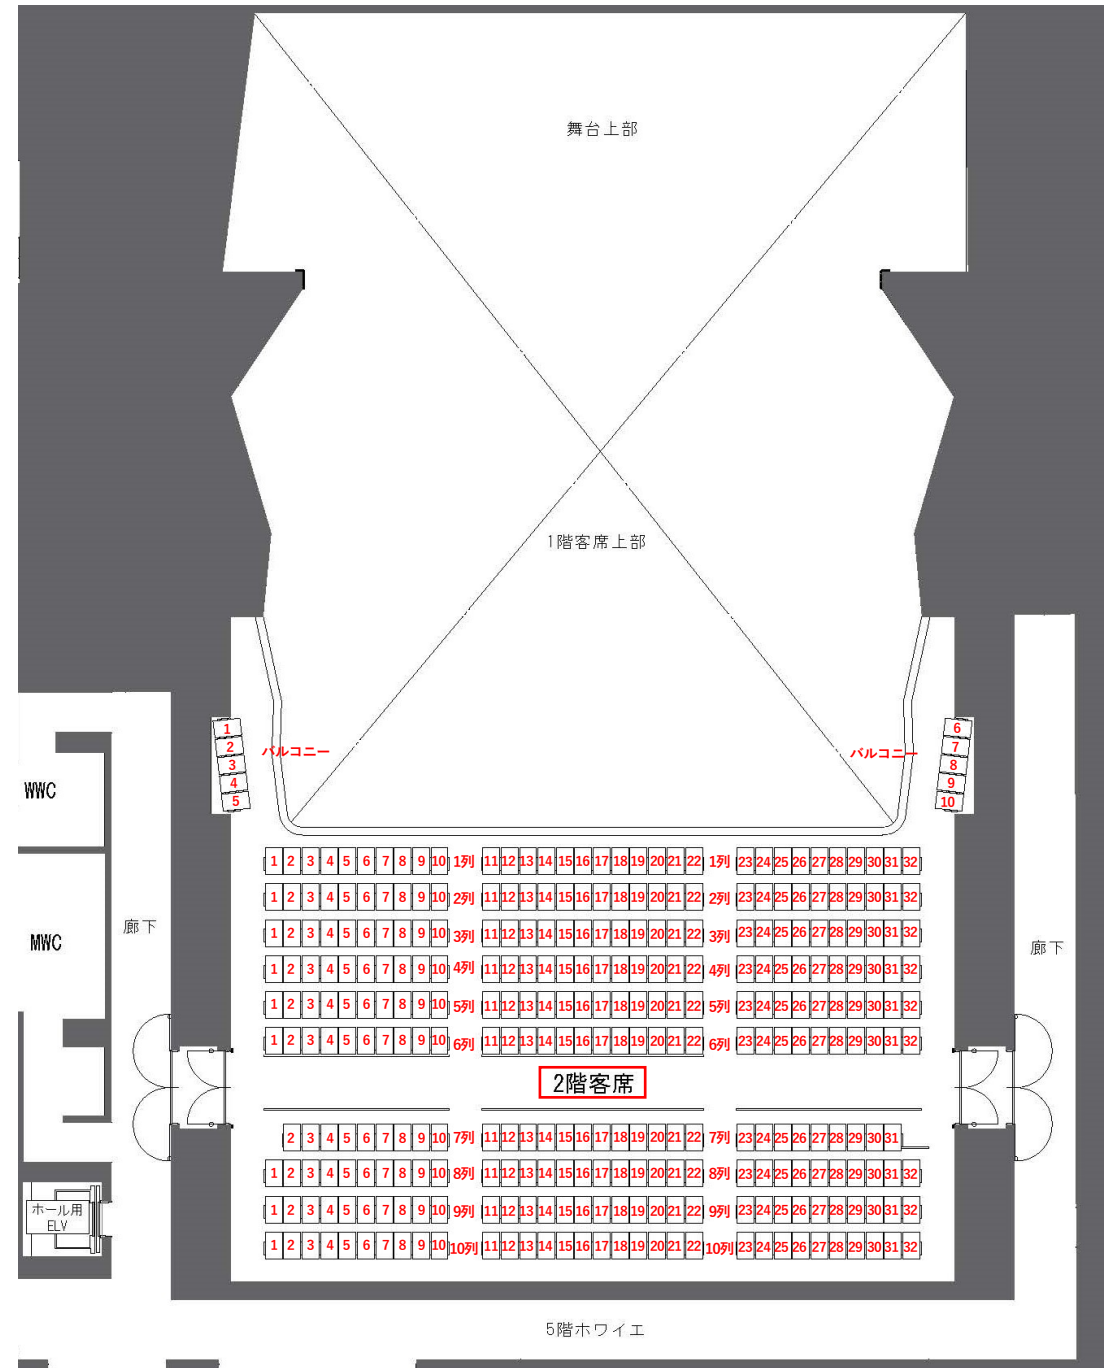 舞台上部
1階客席上部
1 6
2 バルコニー バルコニー 7
3 8
WWC 4 9
5 10
1 2 3 4 5 6 7 8 9 10 1列 11 12 13 14 15 16 17 18 19 20 21 22 1列 23 24 25 26 27 28 29 30 31 32
1 2 3 4 5 6 7 8 9 10 2列 11 12 13 14 15 16 17 18 19 20 21 22 2列 23 24 25 26 27 28 29 30 31 32
廊下
1 2 3 4 5 6 7 8 9 10 3列 11 12 13 14 15 16 17 18 19 20 21 22 3列 23 24 25 26 27 28 29 30 31 32
MWC 廊下
1 2 3 4 5 6 7 8 9 10 4列 11 12 13 14 15 16 17 18 19 20 21 22 4列 23 24 25 26 27 28 29 30 31 32
1 2 3 4 5 6 7 8 9 10 5列 11 12 13 14 15 16 17 18 19 20 21 22 5列 23 24 25 26 27 28 29 30 31 32
1 2 3 4 5 6 7 8 9 10 6列 11 12 13 14 15 16 17 18 19 20 21 22 6列 23 24 25 26 27 28 29 30 31 32
2階客席
2 3 4 5 6 7 8 9 10 7列 11 12 13 14 15 16 17 18 19 20 21 22 7列 23 24 25 26 27 28 29 30 31
1 2 3 4 5 6 7 8 9 10 8列 11 12 13 14 15 16 17 18 19 20 21 22 8列 23 24 25 26 27 28 29 30 31 32
1 2 3 4 5 6 7 8 9 10 9列 11 12 13 14 15 16 17 18 19 20 21 22 9列 23 24 25 26 27 28 29 30 31 32
ホール用
ELV
1 2 3 4 5 6 7 8 9 10 10列 11 12 13 14 15 16 17 18 19 20 21 22 10列 23 24 25 26 27 28 29 30 31 32
5階ホワイエ